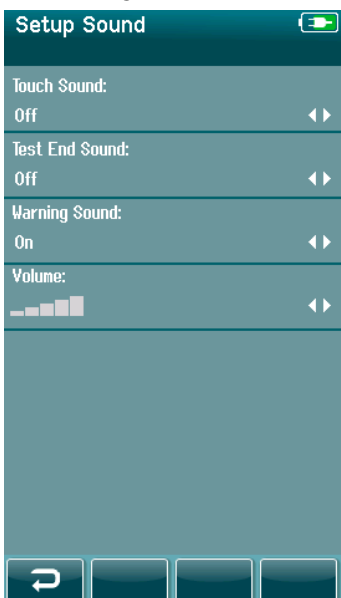 Setup Sound
Touch Sound:
Off
Test End Sound:
Off
Warning Sound:
On
Volume: